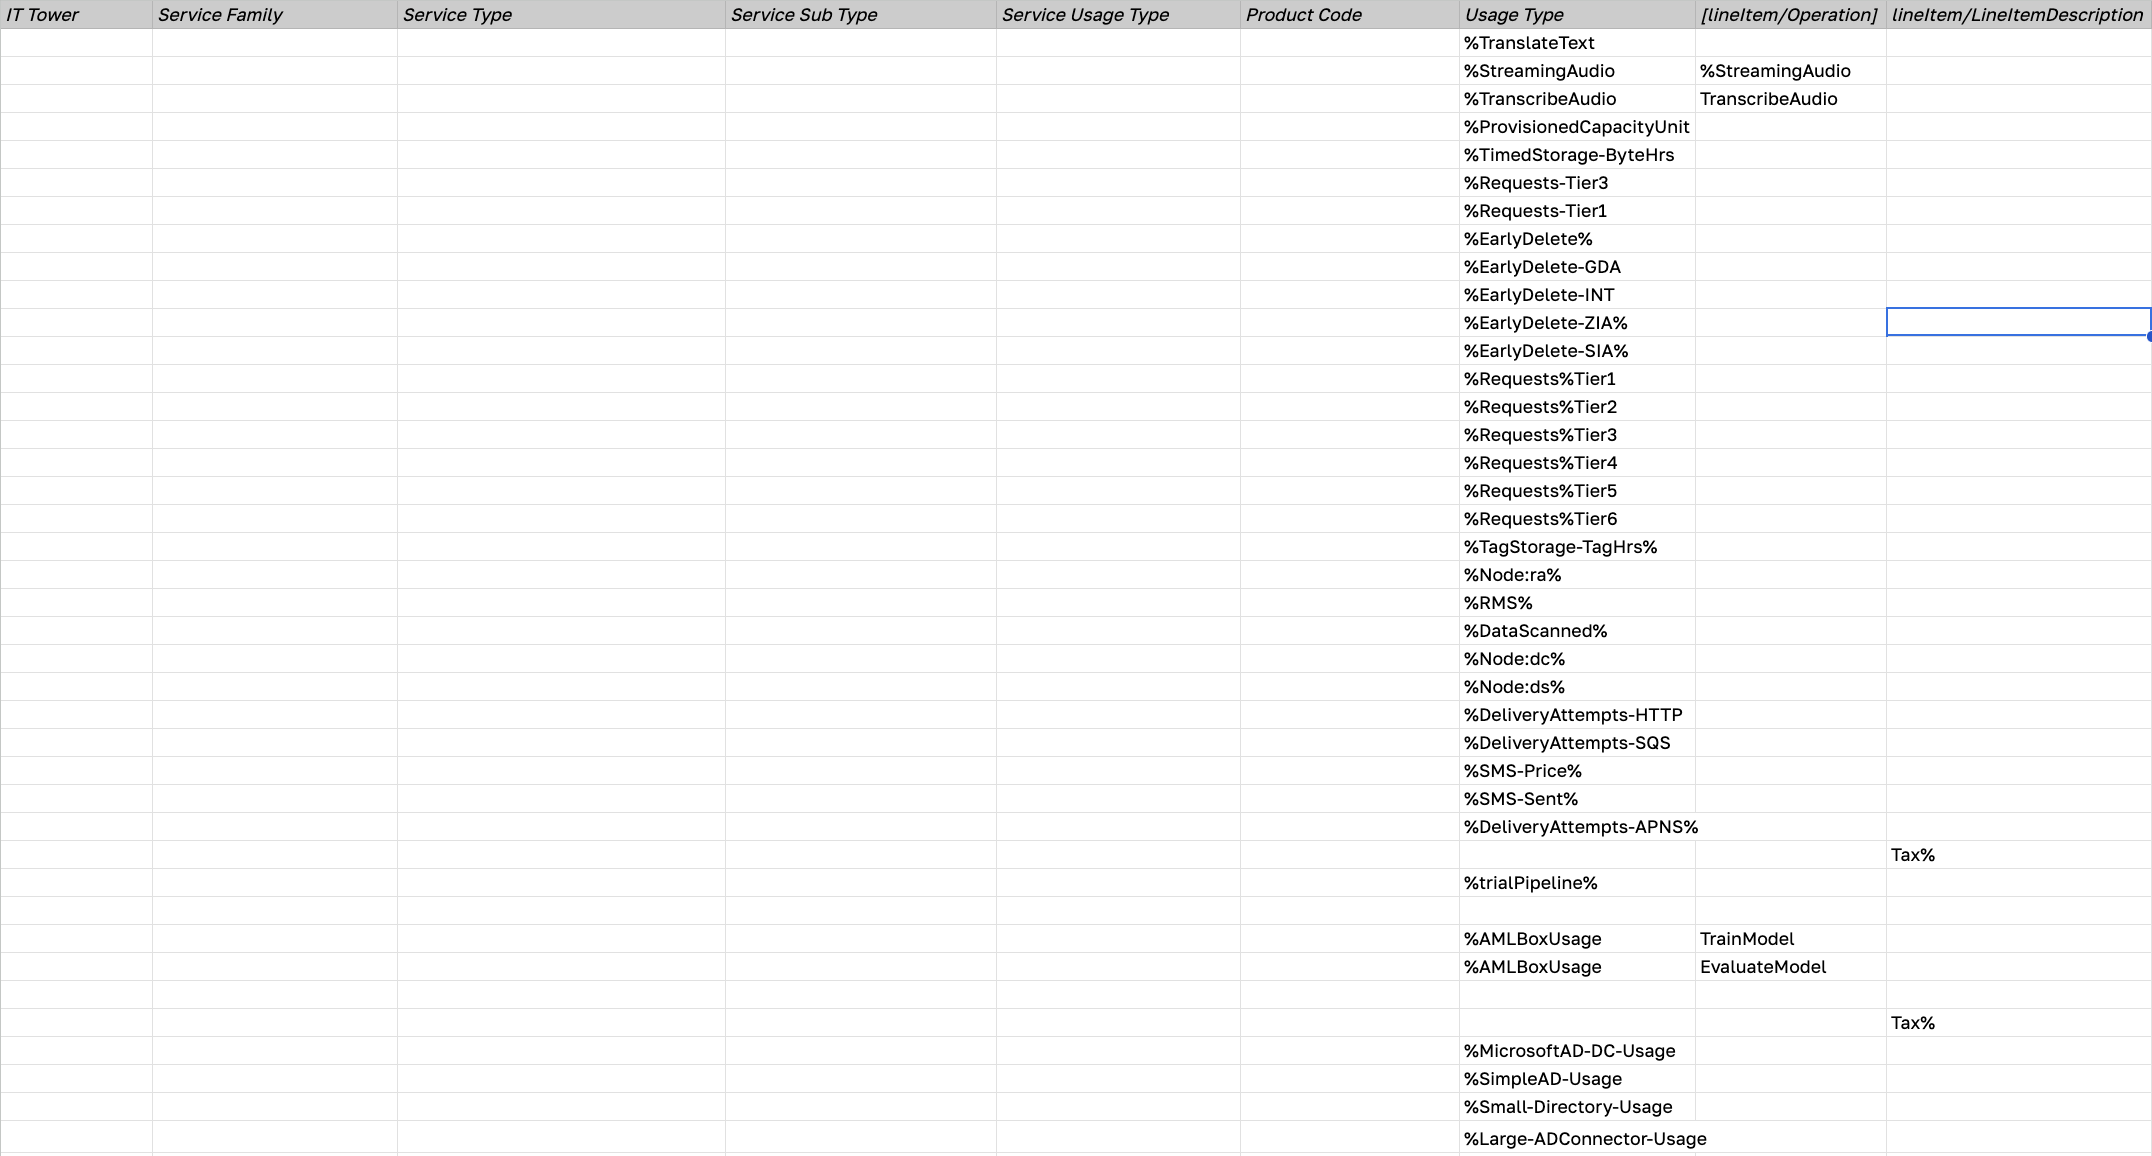 IT Tower Service Family Service Type Service Sub Type Service Usage Type Product Code Usage Type [lineItem/Operation] lineItem/LineItemDescription
%TranslateText
%StreamingAudio %StreamingAudio
%TranscribeAudio TranscribeAudio
%ProvisionedCapacityUnit
%TimedStorage-ByteHrs
%Requests-Tier3
%Requests-Tier1
%EarlyDelete%
%EarlyDelete-GDA
%EarlyDelete-INT
%EarlyDelete-ZIA%
%EarlyDelete-SIA%
%Requests%Tier1
%Requests%Tier2
%Requests%Tier3
%Requests%Tier4
%Requests%Tier5
%Requests%Tier6
%TagStorage-TagHrs%
%Node:ra%
%RMS%
%DataScanned%
%Node:dc%
%Node:ds%
%DeliveryAttempts-HTTP
%DeliveryAttempts-SQS
%SMS-Price%
%SMS-Sent%
%DeliveryAttempts-APNS%
Tax%
%trialPipeline%
%AMLBoxUsage TrainModel
%AMLBoxUsage EvaluateModel
Tax%
%MicrosoftAD-DC-Usage
%SimpleAD-Usage
%Small-Directory-Usage
%Large-ADConnector-Usage